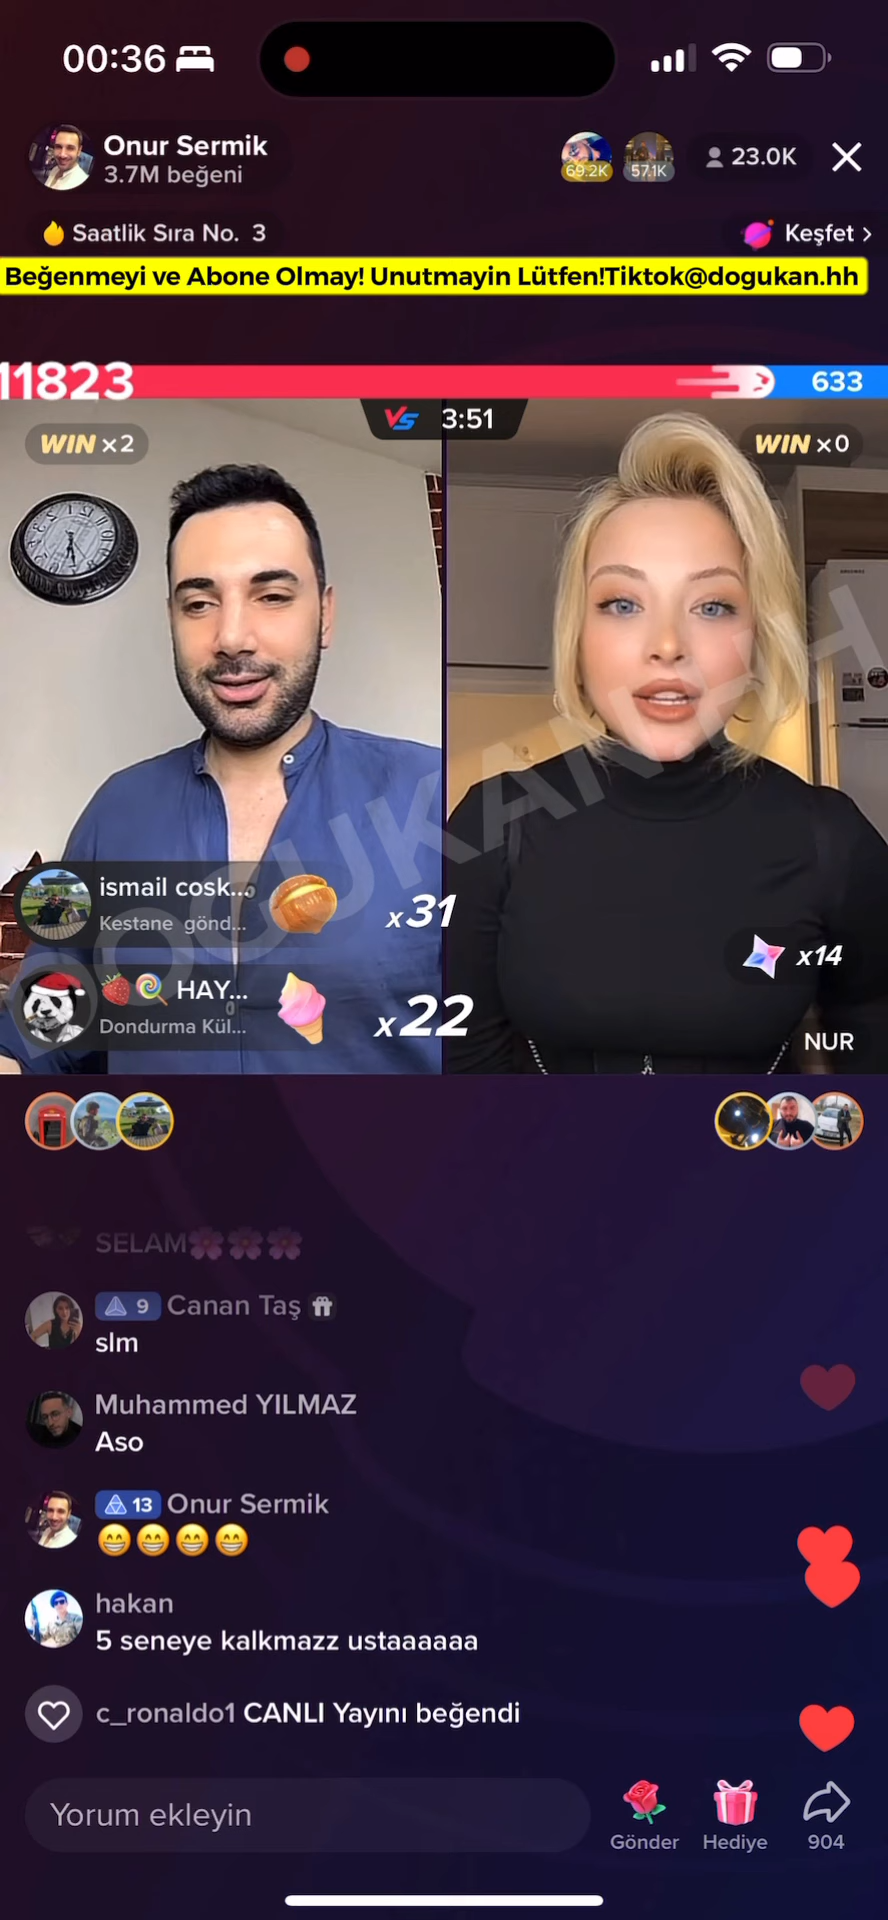 00:36
Onur Sermik
3.7M beğeni
69.2K
57.1K
23.0K
Saatlik Sıra No. 3
Keşfet >
Beğenmeyi ve Abone Olmay! Unutmayin Lütfen!Tiktok@dogukan.hh
11823
633
VS 3:51
WIN x2
WIN x0
DOGUKAN.HH
ismail cosk...
Kestane gönd...
x31
HAY...
Dondurma Kül...
x22
x14
NUR
SELAM🌸🌸🌸
9 Canan Taş
slm
Muhammed YILMAZ
Aso
13 Onur Sermik
😁😁😁😁
hakan
5 seneye kalkmazz ustaaaaaa
c_ronaldo1 CANLI Yayını beğendi
Yorum ekleyin
Gönder
Hediye
904